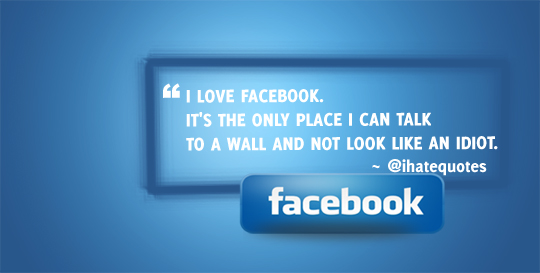 “ I LOVE FACEBOOK.
IT'S THE ONLY PLACE I CAN TALK
TO A WALL AND NOT LOOK LIKE AN IDIOT.
~ @ihatequotes
facebook